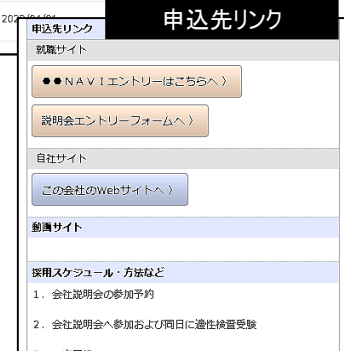 申込先リンク
申込先リンク
就職サイト
●●NAVIエントリーはこちらへ 〉
説明会エントリーフォームへ 〉
自社サイト
この会社のWebサイトへ 〉
動画サイト
採用スケジュール・方法など
1. 会社説明会の参加予約
2. 会社説明会へ参加および同日に適性検査受験